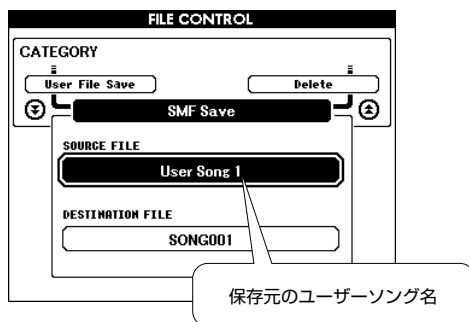 FILE CONTROL
CATEGORY
User File Save
Delete
SMF Save
SOURCE FILE
User Song 1
DESTINATION FILE
SONG001
保存元のユーザーソング名